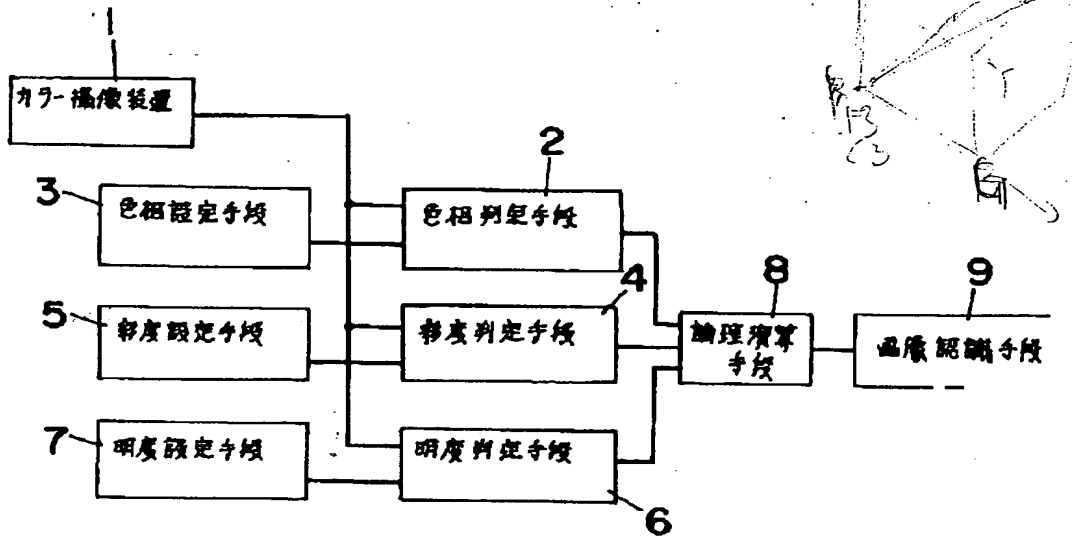 1
カラー撮像装置
2
3
色相設定手段
色相判定手段
4
5
彩度設定手段
彩度判定手段
8
論理演算
手段
9
画像認識手段
7
明度設定手段
明度判定手段
6